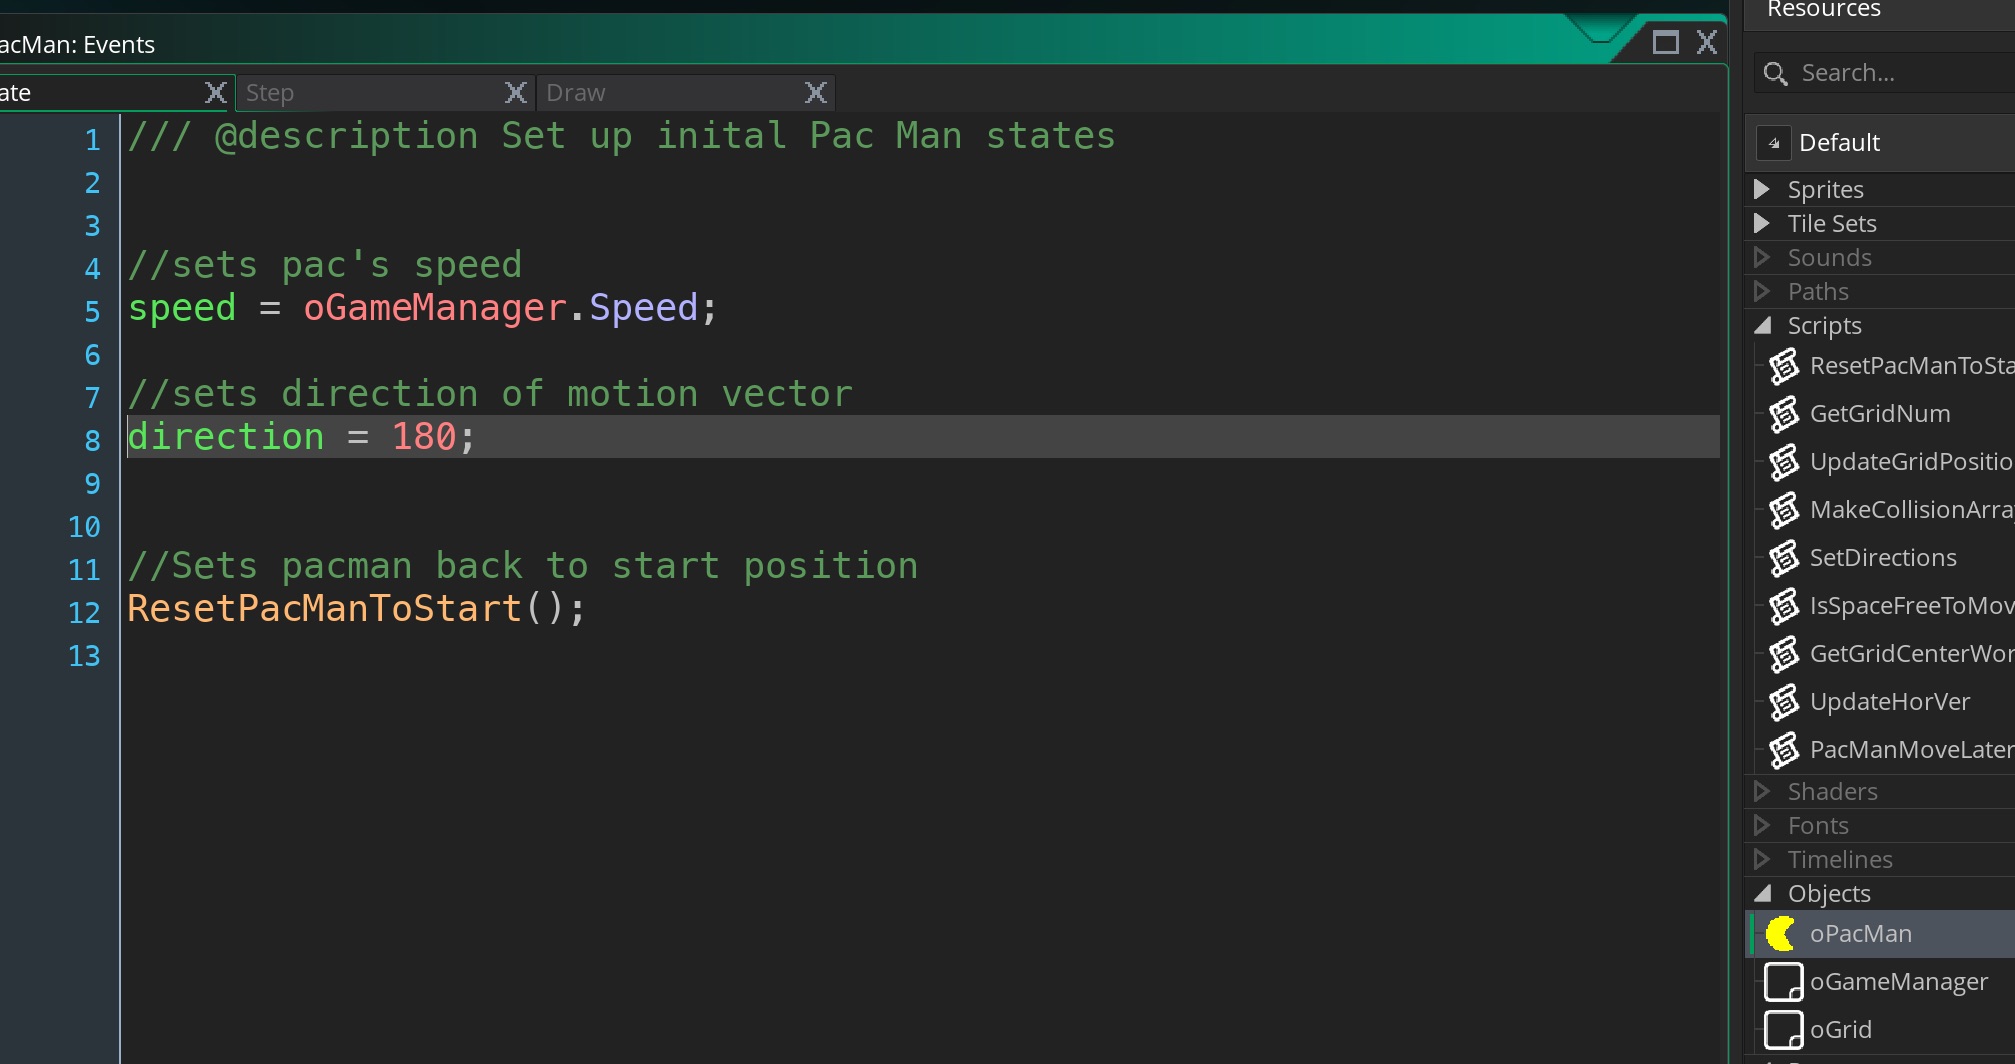 acMan: Events
ate
Step
Draw
1 /// @description Set up inital Pac Man states
2
3
4 //sets pac's speed
5 speed = oGameManager.Speed;
6
7 //sets direction of motion vector
8 direction = 180;
9
10
11 //Sets pacman back to start position
12 ResetPacManToStart();
13
Resources
Search...
Default
Sprites
Tile Sets
Sounds
Paths
Scripts
ResetPacManToSta
GetGridNum
UpdateGridPositio
MakeCollisionArra
SetDirections
IsSpaceFreeToMov
GetGridCenterWor
UpdateHorVer
PacManMoveLater
Shaders
Fonts
Timelines
Objects
oPacMan
oGameManager
oGrid